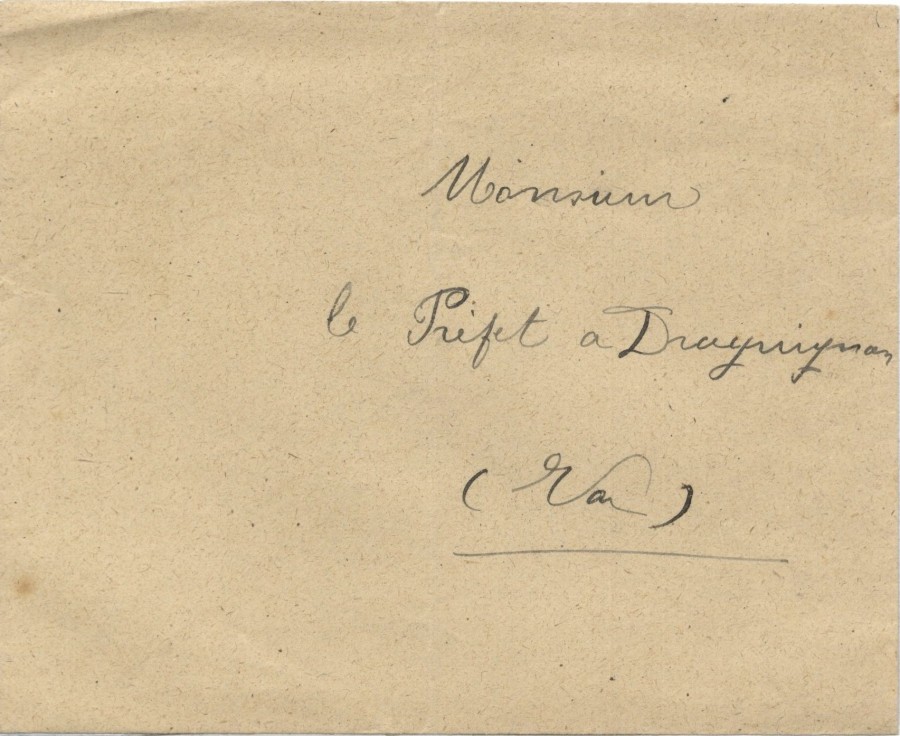 Monsieur
le Préfet a Draguignan
(Var)